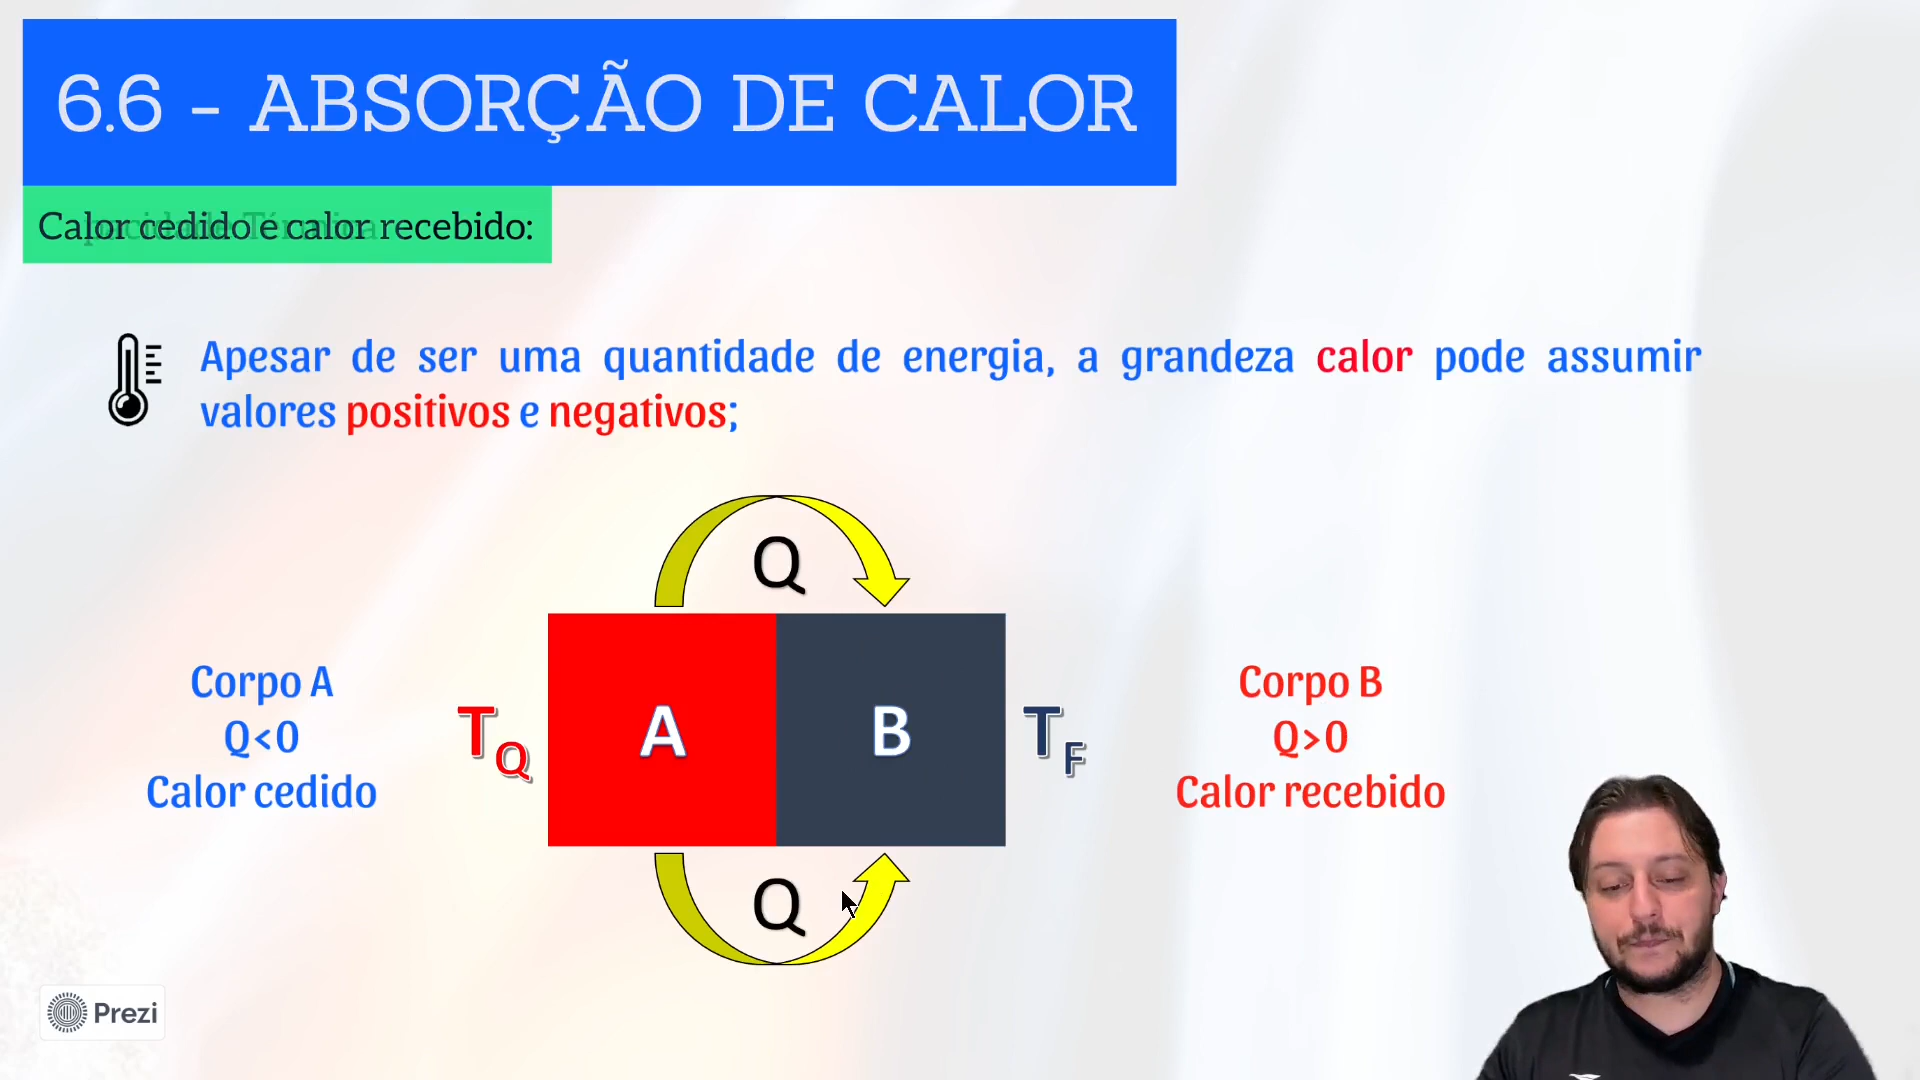 6.6 - ABSORÇÃO DE CALOR
Calor cedido e calor recebido:
Apesar de ser uma quantidade de energia, a grandeza calor pode assumir
valores positivos e negativos;
Q
Corpo A
Q<0
Calor cedido
TQ
A
B
TF
Corpo B
Q>0
Calor recebido
Q
Prezi